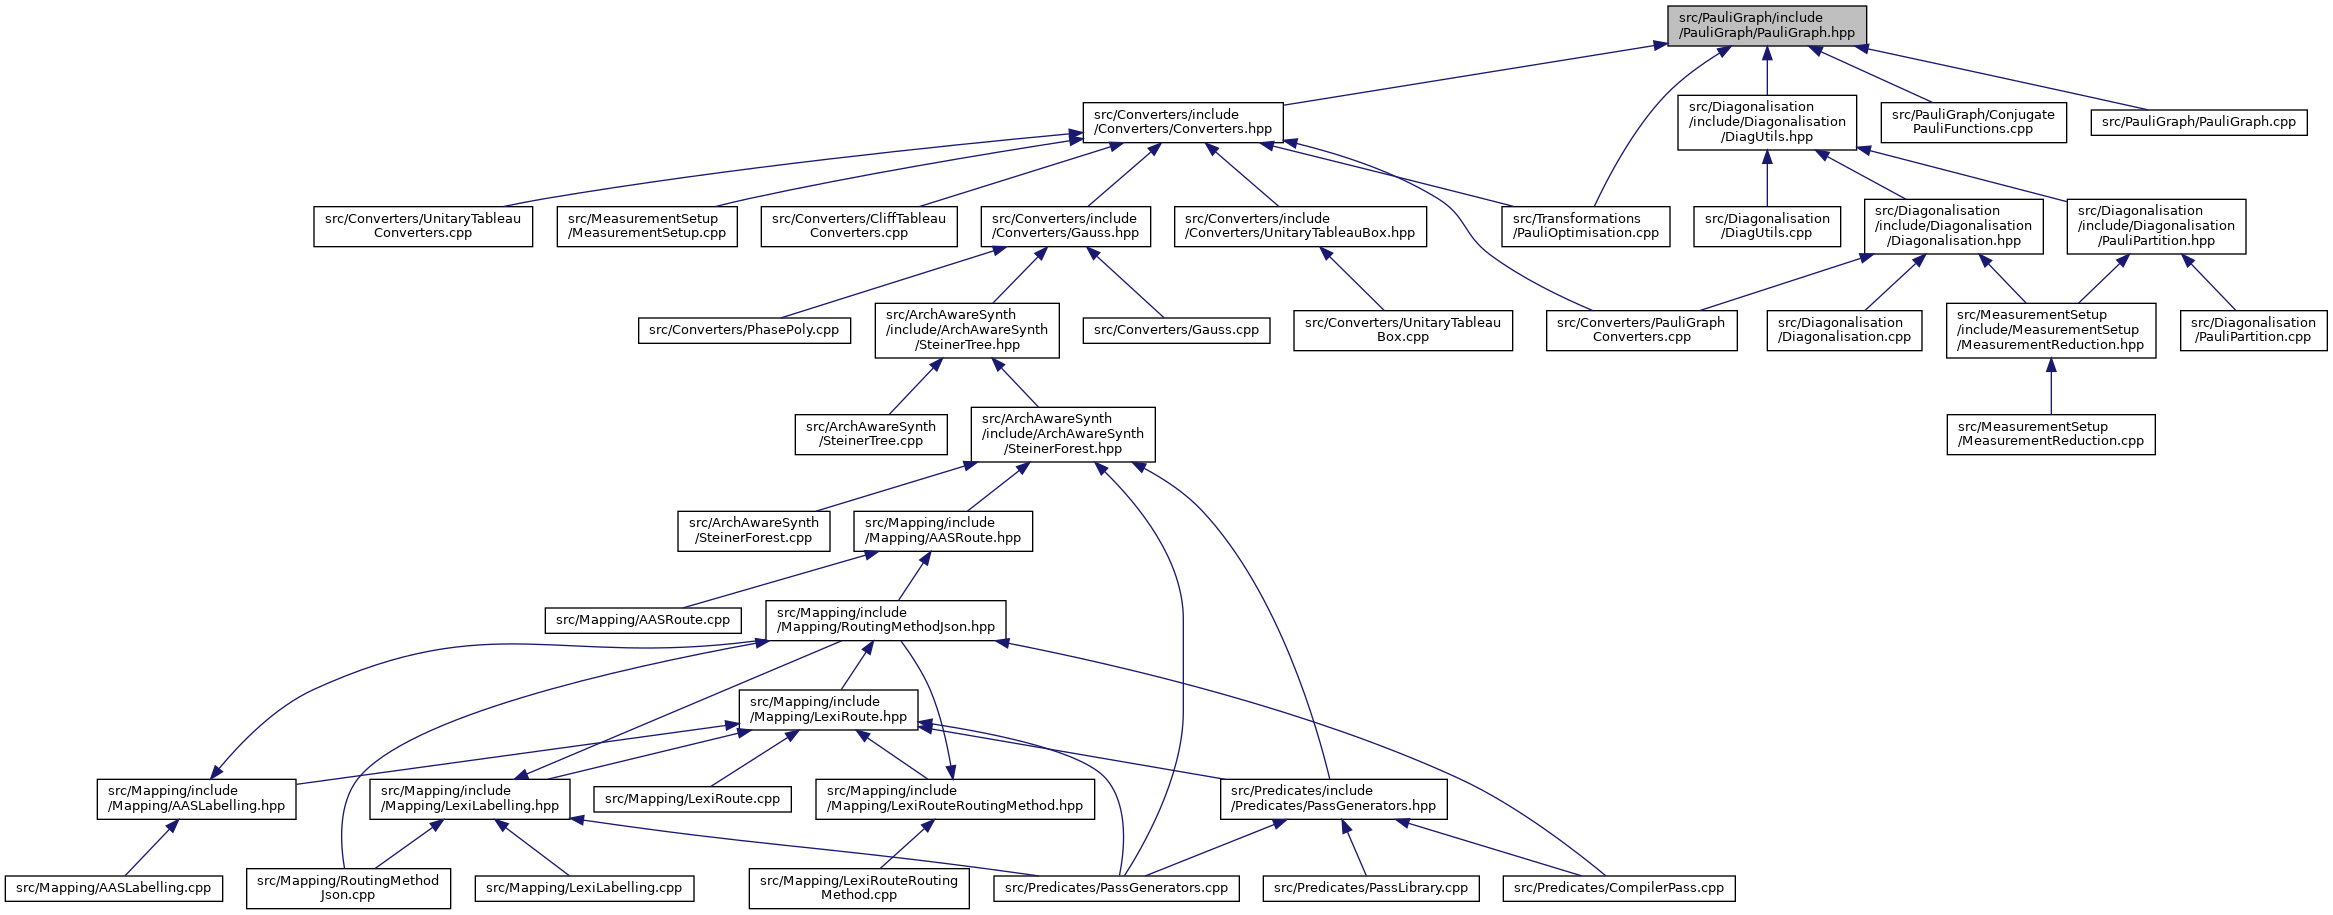 src/PauliGraph/include
/PauliGraph/PauliGraph.hpp
src/Converters/include
/Converters/Converters.hpp
src/Diagonalisation
/include/Diagonalisation
/DiagUtils.hpp
src/PauliGraph/Conjugate
PauliFunctions.cpp
src/PauliGraph/PauliGraph.cpp
src/Converters/UnitaryTableau
Converters.cpp
src/MeasurementSetup
/MeasurementSetup.cpp
src/Converters/CliffTableau
Converters.cpp
src/Converters/include
/Converters/Gauss.hpp
src/Converters/include
/Converters/UnitaryTableauBox.hpp
src/Transformations
/PauliOptimisation.cpp
src/Diagonalisation
/DiagUtils.cpp
src/Diagonalisation
/include/Diagonalisation
/Diagonalisation.hpp
src/Diagonalisation
/include/Diagonalisation
/PauliPartition.hpp
src/Converters/PhasePoly.cpp
src/ArchAwareSynth
/include/ArchAwareSynth
/SteinerTree.hpp
src/Converters/Gauss.cpp
src/Converters/UnitaryTableau
Box.cpp
src/Converters/PauliGraph
Converters.cpp
src/Diagonalisation
/Diagonalisation.cpp
src/MeasurementSetup
/include/MeasurementSetup
/MeasurementReduction.hpp
src/Diagonalisation
/PauliPartition.cpp
src/ArchAwareSynth
/SteinerTree.cpp
src/ArchAwareSynth
/include/ArchAwareSynth
/SteinerForest.hpp
src/MeasurementSetup
/MeasurementReduction.cpp
src/ArchAwareSynth
/SteinerForest.cpp
src/Mapping/include
/Mapping/AASRoute.hpp
src/Mapping/AASRoute.cpp
src/Mapping/include
/Mapping/RoutingMethodJson.hpp
src/Mapping/include
/Mapping/LexiRoute.hpp
src/Mapping/include
/Mapping/AASLabelling.hpp
src/Mapping/include
/Mapping/LexiLabelling.hpp
src/Mapping/LexiRoute.cpp
src/Mapping/include
/Mapping/LexiRouteRoutingMethod.hpp
src/Predicates/include
/Predicates/PassGenerators.hpp
src/Mapping/AASLabelling.cpp
src/Mapping/RoutingMethod
Json.cpp
src/Mapping/LexiLabelling.cpp
src/Mapping/LexiRouteRouting
Method.cpp
src/Predicates/PassGenerators.cpp
src/Predicates/PassLibrary.cpp
src/Predicates/CompilerPass.cpp